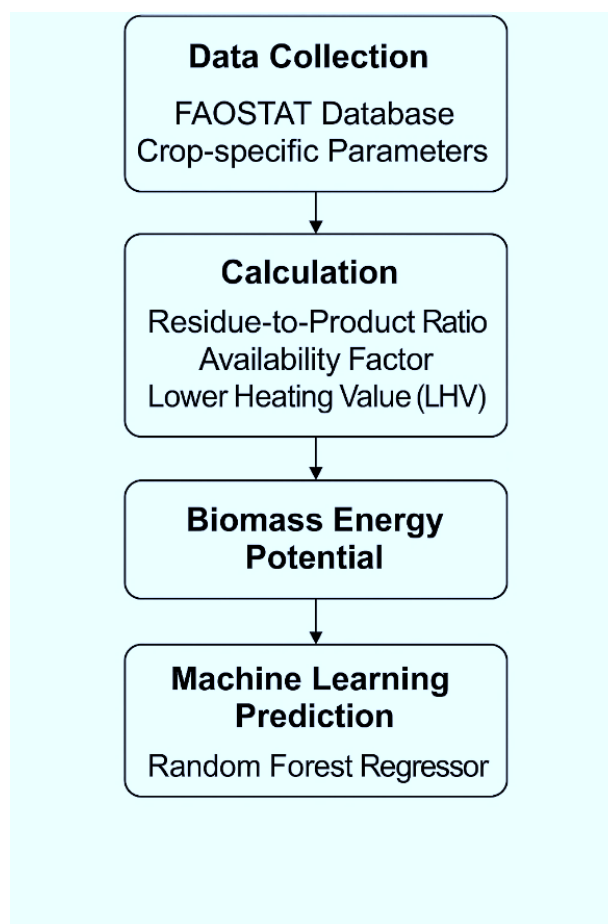 Data Collection
FAOSTAT Database
Crop-specific Parameters
Calculation
Residue-to-Product Ratio
Availability Factor
Lower Heating Value (LHV)
Biomass Energy
Potential
Machine Learning
Prediction
Random Forest Regressor